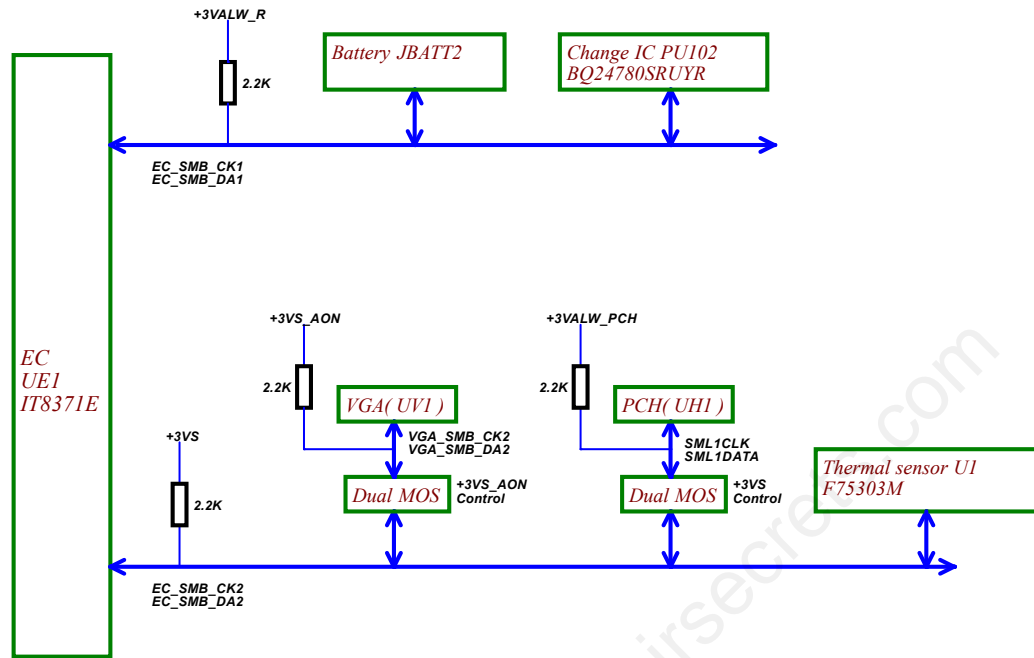 +3VALW_R
2.2K
Battery JBATT2
Change IC PU102
BQ24780SRUYR
EC_SMB_CK1
EC_SMB_DA1
EC
UE1
IT8371E
+3VS_AON
2.2K
VGA( UV1 )
VGA_SMB_CK2
VGA_SMB_DA2
Dual MOS
+3VS_AON
Control
+3VALW_PCH
2.2K
PCH( UH1 )
SML1CLK
SML1DATA
Dual MOS
+3VS
Control
Thermal sensor U1
F75303M
+3VS
2.2K
EC_SMB_CK2
EC_SMB_DA2
irsecrets.com